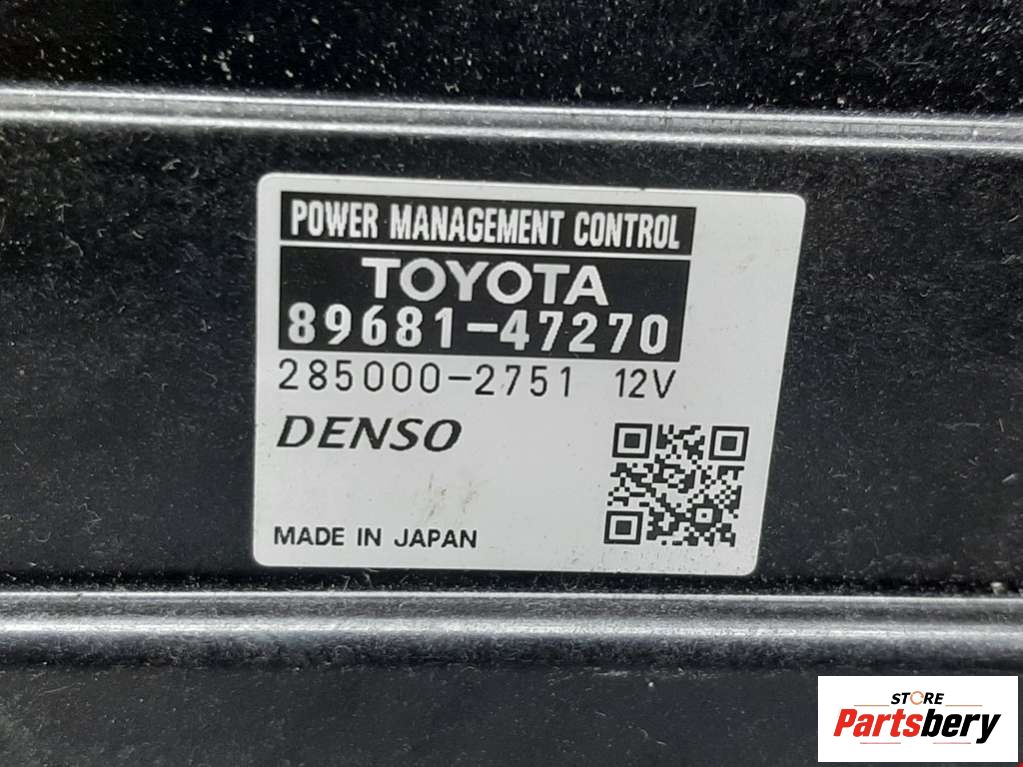 POWER MANAGEMENT CONTROL
TOYOTA
89681-47270
285000-2751 12V
DENSO
MADE IN JAPAN
STORE
Partsbery